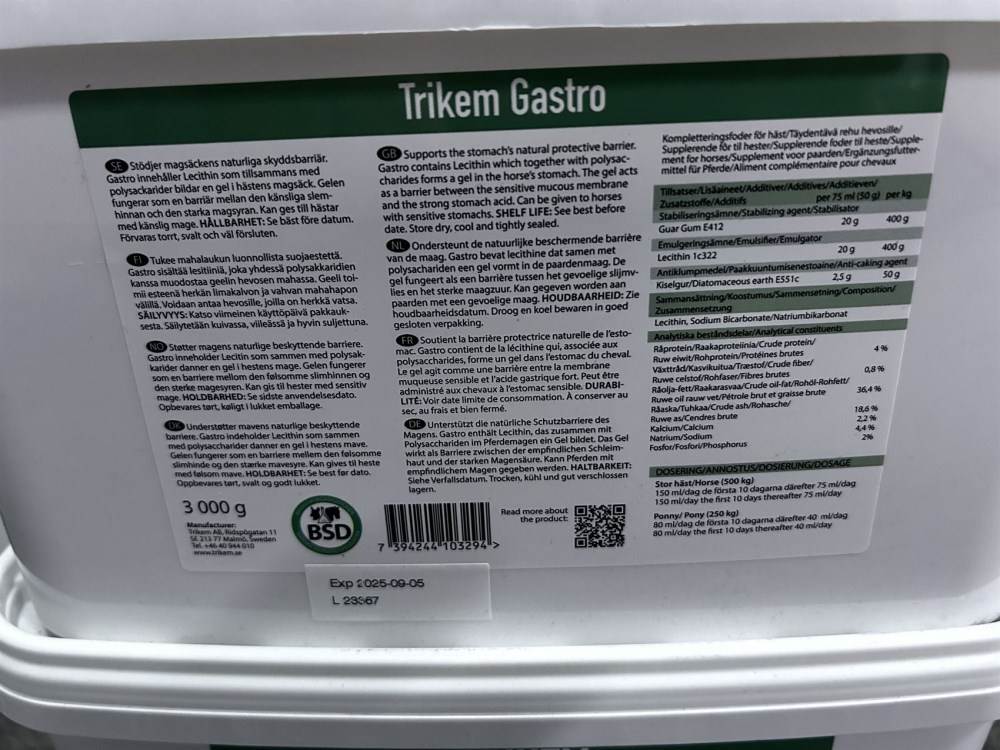 Trikem Gastro
SE Stödjer magsäckens naturliga skyddsbarriär.
Gastro innehåller Lecithin som tillsammans med
polysackarider bildar en gel i hästens magsäck. Gelen
fungerar som en barriär mellan den känsliga slem-
hinnan och den starka magsyran. Kan ges till hästar
med känslig mage. HÅLLBARHET: Se bäst före datum.
Förvaras torrt, svalt och väl försluten.
FI Tukee mahalaukun luonnollista suojaestettä.
Gastro sisältää lesitiiniä, joka yhdessä polysakkaridien
kanssa muodostaa geelin hevosen mahassa. Geeli toi-
mii esteenä herkän limakalvon ja vahvan mahahapon
välillä. Voidaan antaa hevosille, joilla on herkkä vatsa.
SÄILYVYYS: Katso viimeinen käyttöpäivä pakkauk-
sesta. Säilytetään kuivassa, viileässä ja hyvin suljettuna.
NO Støtter magens naturlige beskyttende barriere.
Gastro inneholder Lecitin som sammen med polysak-
karider danner en gel i hestens mage. Gelen fungerer
som en barriere mellom den følsomme slimhinnen og
den sterke magesyren. Kan gis til hester med sensitiv
mage. HOLDBARHED: Se sidste anvendelsesdato.
Opbevares tørt, køligt i lukket emballage.
DK Understøtter mavens naturlige beskyttende
barriere. Gastro indeholder Lecithin som sammen
med polysaccharider danner en gel i hestens mave.
Gelen fungerer som en barriere mellem den følsomme
slimhinde og den stærke mavesyre. Kan gives til heste
med følsom mave. HOLDBARHET: Se best før dato.
Oppbevares tørt, svalt og godt lukket.
3 000 g
Manufacturer:
Trikem AB, Ridspögatan 11
SE 213 77 Malmö, Sweden
Tel. +46 40 944 010
www.trikem.se
BSD
GB Supports the stomach's natural protective barrier.
Gastro contains Lecithin which together with polysac-
charides forms a gel in the horse's stomach. The gel acts
as a barrier between the sensitive mucous membrane
and the strong stomach acid. Can be given to horses
with sensitive stomachs. SHELF LIFE: See best before
date. Store dry, cool and tightly sealed.
NL Ondersteunt de natuurlijke beschermende barrière
van de maag. Gastro bevat lecithine dat samen met
polysachariden een gel vormt in de paardenmaag. De
gel fungeert als een barrière tussen het gevoelige slijmv-
lies en het sterke maagzuur. Kan gegeven worden aan
paarden met een gevoelige maag. HOUDBAARHEID: Zie
houdbaarheidsdatum. Droog en koel bewaren in goed
gesloten verpakking.
FR Soutient la barrière protectrice naturelle de l'esto-
mac. Gastro contient de la lécithine qui, associée aux
polysaccharides, forme un gel dans l'estomac du cheval.
Le gel agit comme une barrière entre la membrane
muqueuse sensible et l'acide gastrique fort. Peut être
administré aux chevaux à l'estomac sensible. DURABI-
LITÉ: Voir date limite de consommation. À conserver au
sec, au frais et bien fermé.
DE Unterstützt die natürliche Schutzbarriere des
Magens. Gastro enthält Lecithin, das zusammen mit
Polysacchariden im Pferdemagen ein Gel bildet. Das Gel
wirkt als Barriere zwischen der empfindlichen Schleim-
haut und der starken Magensäure. Kann Pferden mit
empfindlichem Magen gegeben werden. HALTBARKEIT:
Siehe Verfallsdatum. Trocken, kühl und gut verschlossen
lagern.
7 394244 103294 >
Read more about
the product:
Kompletteringsfoder för häst/Täydentävä rehu hevosille/
Supplerende fôr til hester/Supplerende foder til heste/Supple-
ment for horses/Supplement voor paarden/Ergänzungsfutter-
mittel für Pferde/Aliment complémentaire pour chevaux
Tillsatser/Lisäaineet/Additiver/Additives/Additieven/
Zusatzstoffe/Additifs per 75 ml (50 g) per kg
Stabiliseringsämne/Stabilizing agent/Stabilisator
Guar Gum E412 20 g 400 g
Emulgeringsämne/Emulsifier/Emulgator
Lecithin 1c322 20 g 400 g
Antiklumpmedel/Paakkuuntumisenestoaine/Anti-caking agent
Kiselgur/Diatomaceous earth E551c 2,5 g 50 g
Sammansättning/Koostumus/Sammensetning/Composition/
Zusammensetzung
Lecithin, Sodium Bicarbonate/Natriumbikarbonat
Analytiska beståndsdelar/Analytical constituents
Råprotein/Raakaproteiinia/Crude protein/
Ruw eiwit/Rohprotein/Protéines brutes 4 %
Växttråd/Kasvikuitua/Træstof/Crude fiber/
Ruwe celstof/Rohfaser/Fibres brutes 0,8 %
Råolja-fett/Raakarasvaa/Crude oil-fat/Rohöl-Rohfett/
Ruwe oil rauw vet/Pétrole brut et graisse brute 36,4 %
Råaska/Tuhkaa/Crude ash/Rohasche/
Ruwe as/Cendres brute 18,6 %
Kalcium/Calcium 2,2 %
Natrium/Sodium 4,4 %
Fosfor/Fosfori/Phosphorus 2%
DOSERING/ANNOSTUS/DOSIERUNG/DOSAGE
Stor häst/Horse (500 kg)
150 ml/dag de första 10 dagarna därefter 75 ml/dag
150 ml/day the first 10 days thereafter 75 ml/day
Ponny/ Pony (250 kg)
80 ml/dag de första 10 dagarna därefter 40 ml/dag
80 ml/day the first 10 days thereafter 40 ml/day
Exp 2025-09-05
L 23367